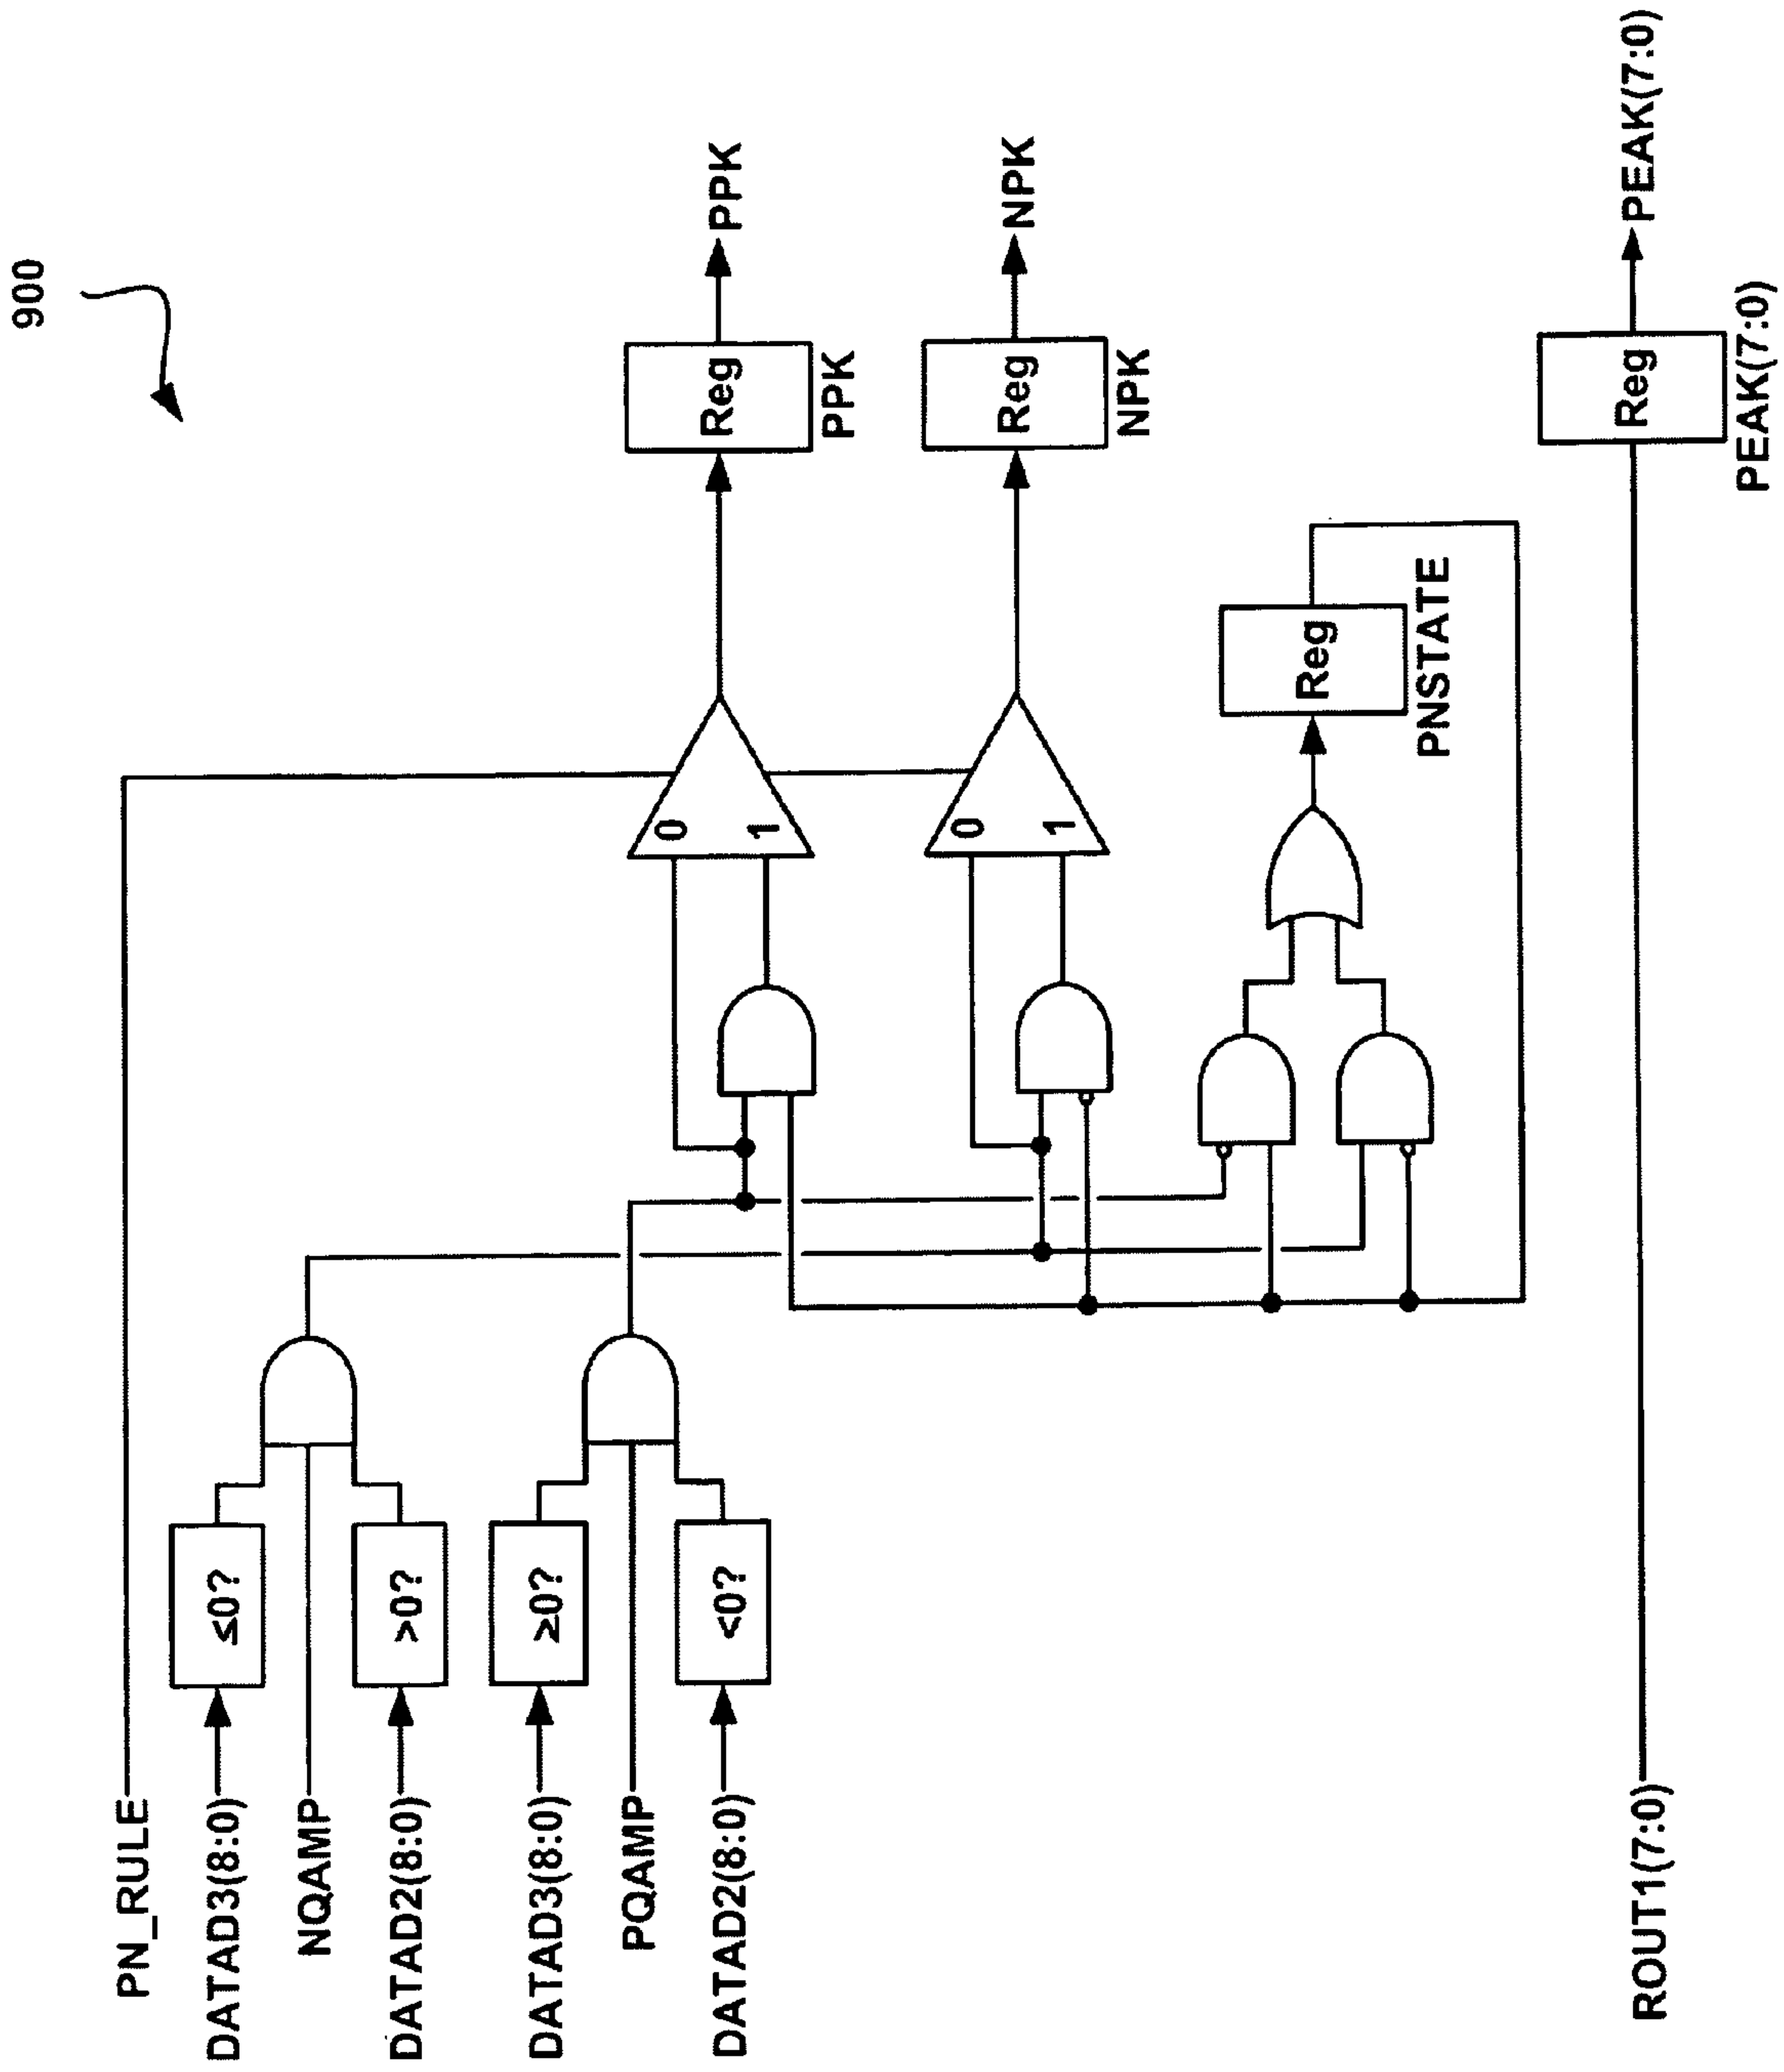 900
PN_RULE
DATAD3(8:0)
≤0?
NQAMP
DATAD2(8:0)
>0?
DATAD3(8:0)
≥0?
PQAMP
DATAD2(8:0)
<0?
0
1
Reg
PPK
PPK
0
1
Reg
NPK
NPK
Reg
PNSTATE
ROUT1(7:0)
Reg
PEAK(7:0)
PEAK(7:0)